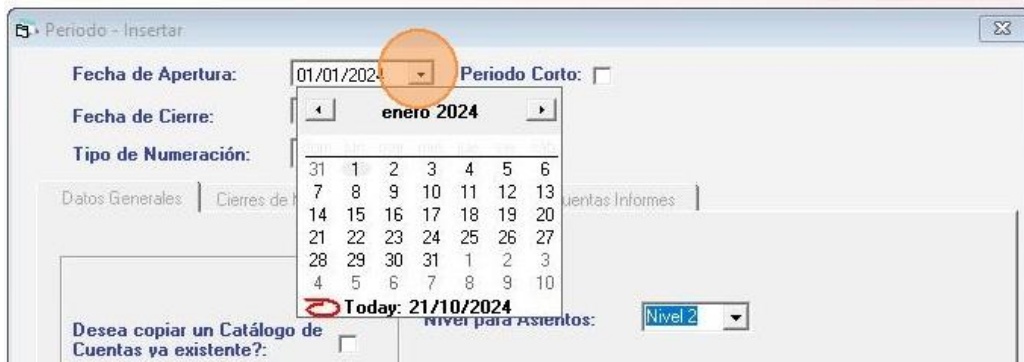 Periodo - Insertar
Fecha de Apertura: 01/01/2024 Periodo Corto:
Fecha de Cierre:
Tipo de Numeración:
enero 2024
31 1 2 3 4 5 6
7 8 9 10 11 12 13
14 15 16 17 18 19 20
21 22 23 24 25 26 27
28 29 30 31 1 2 3
4 5 6 7 8 9 10
Today: 21/10/2024
Datos Generales Cierres de Informes
Nivel para Asientos: Nivel 2
Desea copiar un Catálogo de
Cuentas ya existente?: